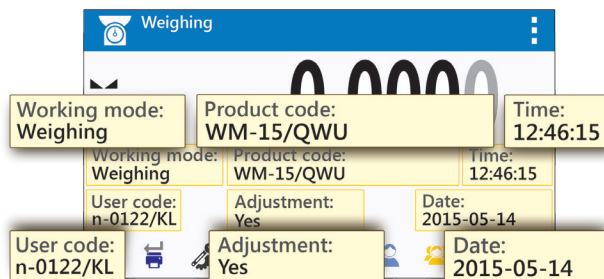 Weighing
0.0000
Working mode: Product code: Time:
Weighing WM-15/QWU 12:46:15
Working mode: Product code: Time:
Weighing WM-15/QWU 12:46:15
User code: Adjustment: Date:
n-0122/KL Yes 2015-05-14
User code: Adjustment: Date:
n-0122/KL Yes 2015-05-14